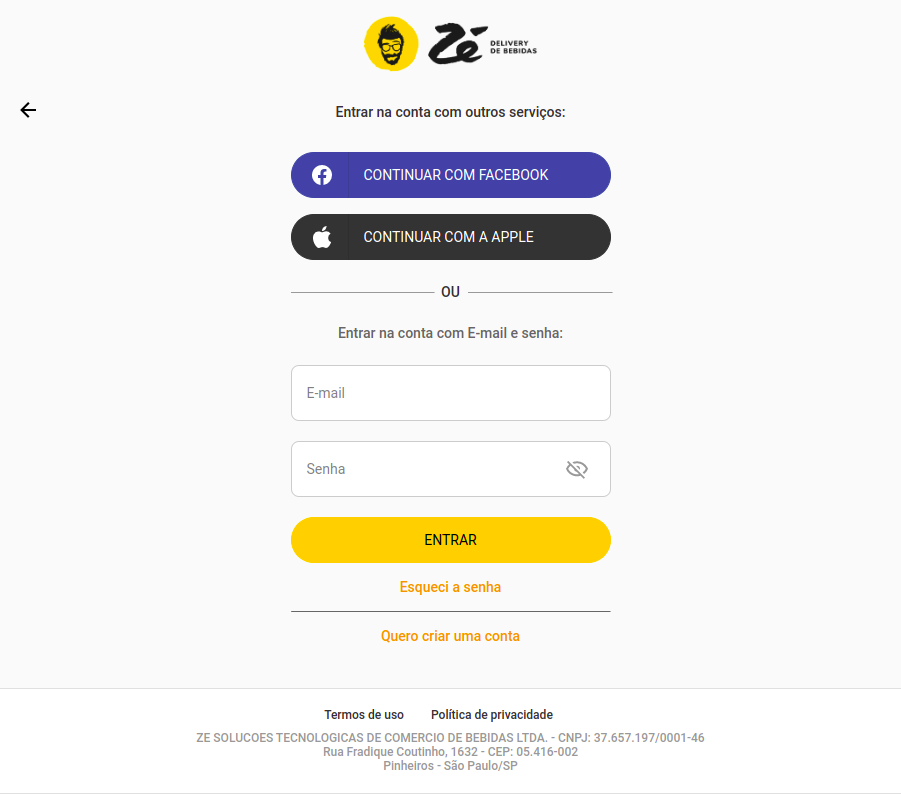 Zé DELIVERY
DE BEBIDAS
Entrar na conta com outros serviços:
CONTINUAR COM FACEBOOK
CONTINUAR COM A APPLE
OU
Entrar na conta com E-mail e senha:
E-mail
Senha
ENTRAR
Esqueci a senha
Quero criar uma conta
Termos de uso Política de privacidade
ZE SOLUCOES TECNOLOGICAS DE COMERCIO DE BEBIDAS LTDA. - CNPJ: 37.657.197/0001-46
Rua Fradique Coutinho, 1632 - CEP: 05.416-002
Pinheiros - São Paulo/SP